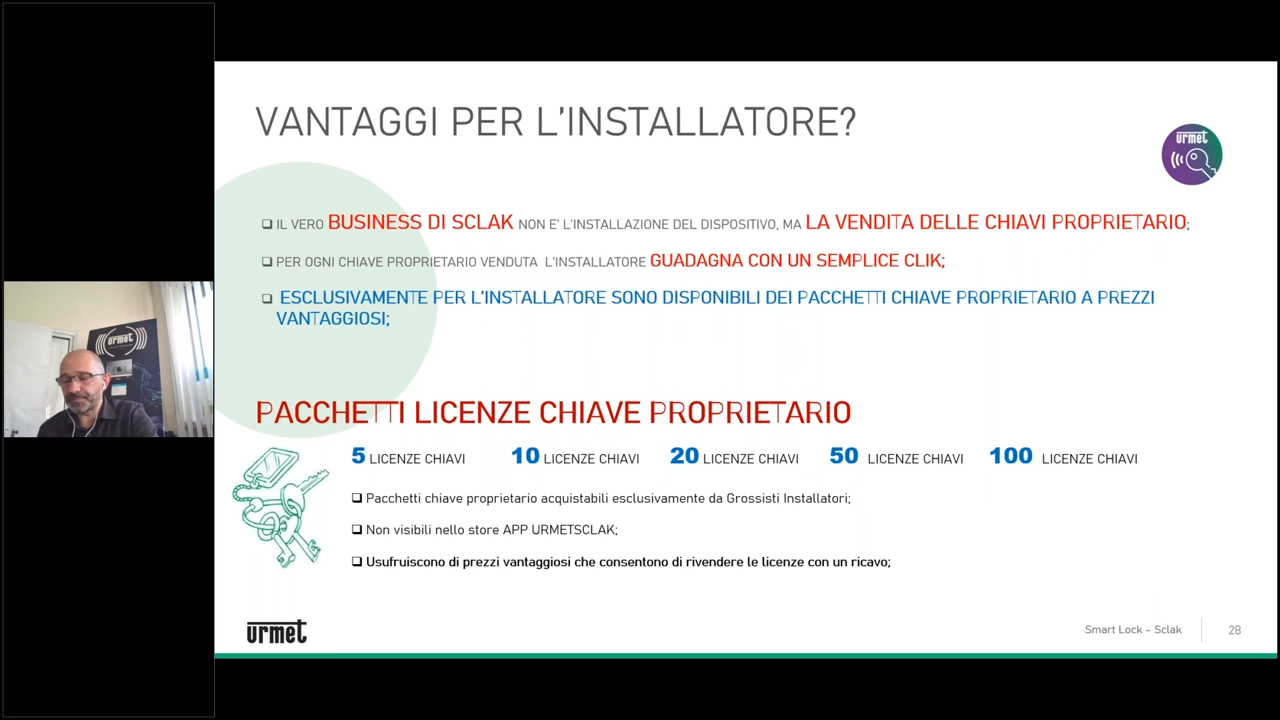 VANTAGGI PER L'INSTALLATORE?
urmet
❑ IL VERO BUSINESS DI SCLAK NON E' L'INSTALLAZIONE DEL DISPOSITIVO, MA LA VENDITA DELLE CHIAVI PROPRIETARIO;
❑ PER OGNI CHIAVE PROPRIETARIO VENDUTA L'INSTALLATORE GUADAGNA CON UN SEMPLICE CLIK;
❑ ESCLUSIVAMENTE PER L'INSTALLATORE SONO DISPONIBILI DEI PACCHETTI CHIAVE PROPRIETARIO A PREZZI
VANTAGGIOSI;
urmet
PACCHETTI LICENZE CHIAVE PROPRIETARIO
5 LICENZE CHIAVI 10 LICENZE CHIAVI 20 LICENZE CHIAVI 50 LICENZE CHIAVI 100 LICENZE CHIAVI
❑ Pacchetti chiave proprietario acquistabili esclusivamente da Grossisti Installatori;
❑ Non visibili nello store APP URMETSCLAK;
❑ Usufruiscono di prezzi vantaggiosi che consentono di rivendere le licenze con un ricavo;
urmet
Smart Lock – Sclak 28